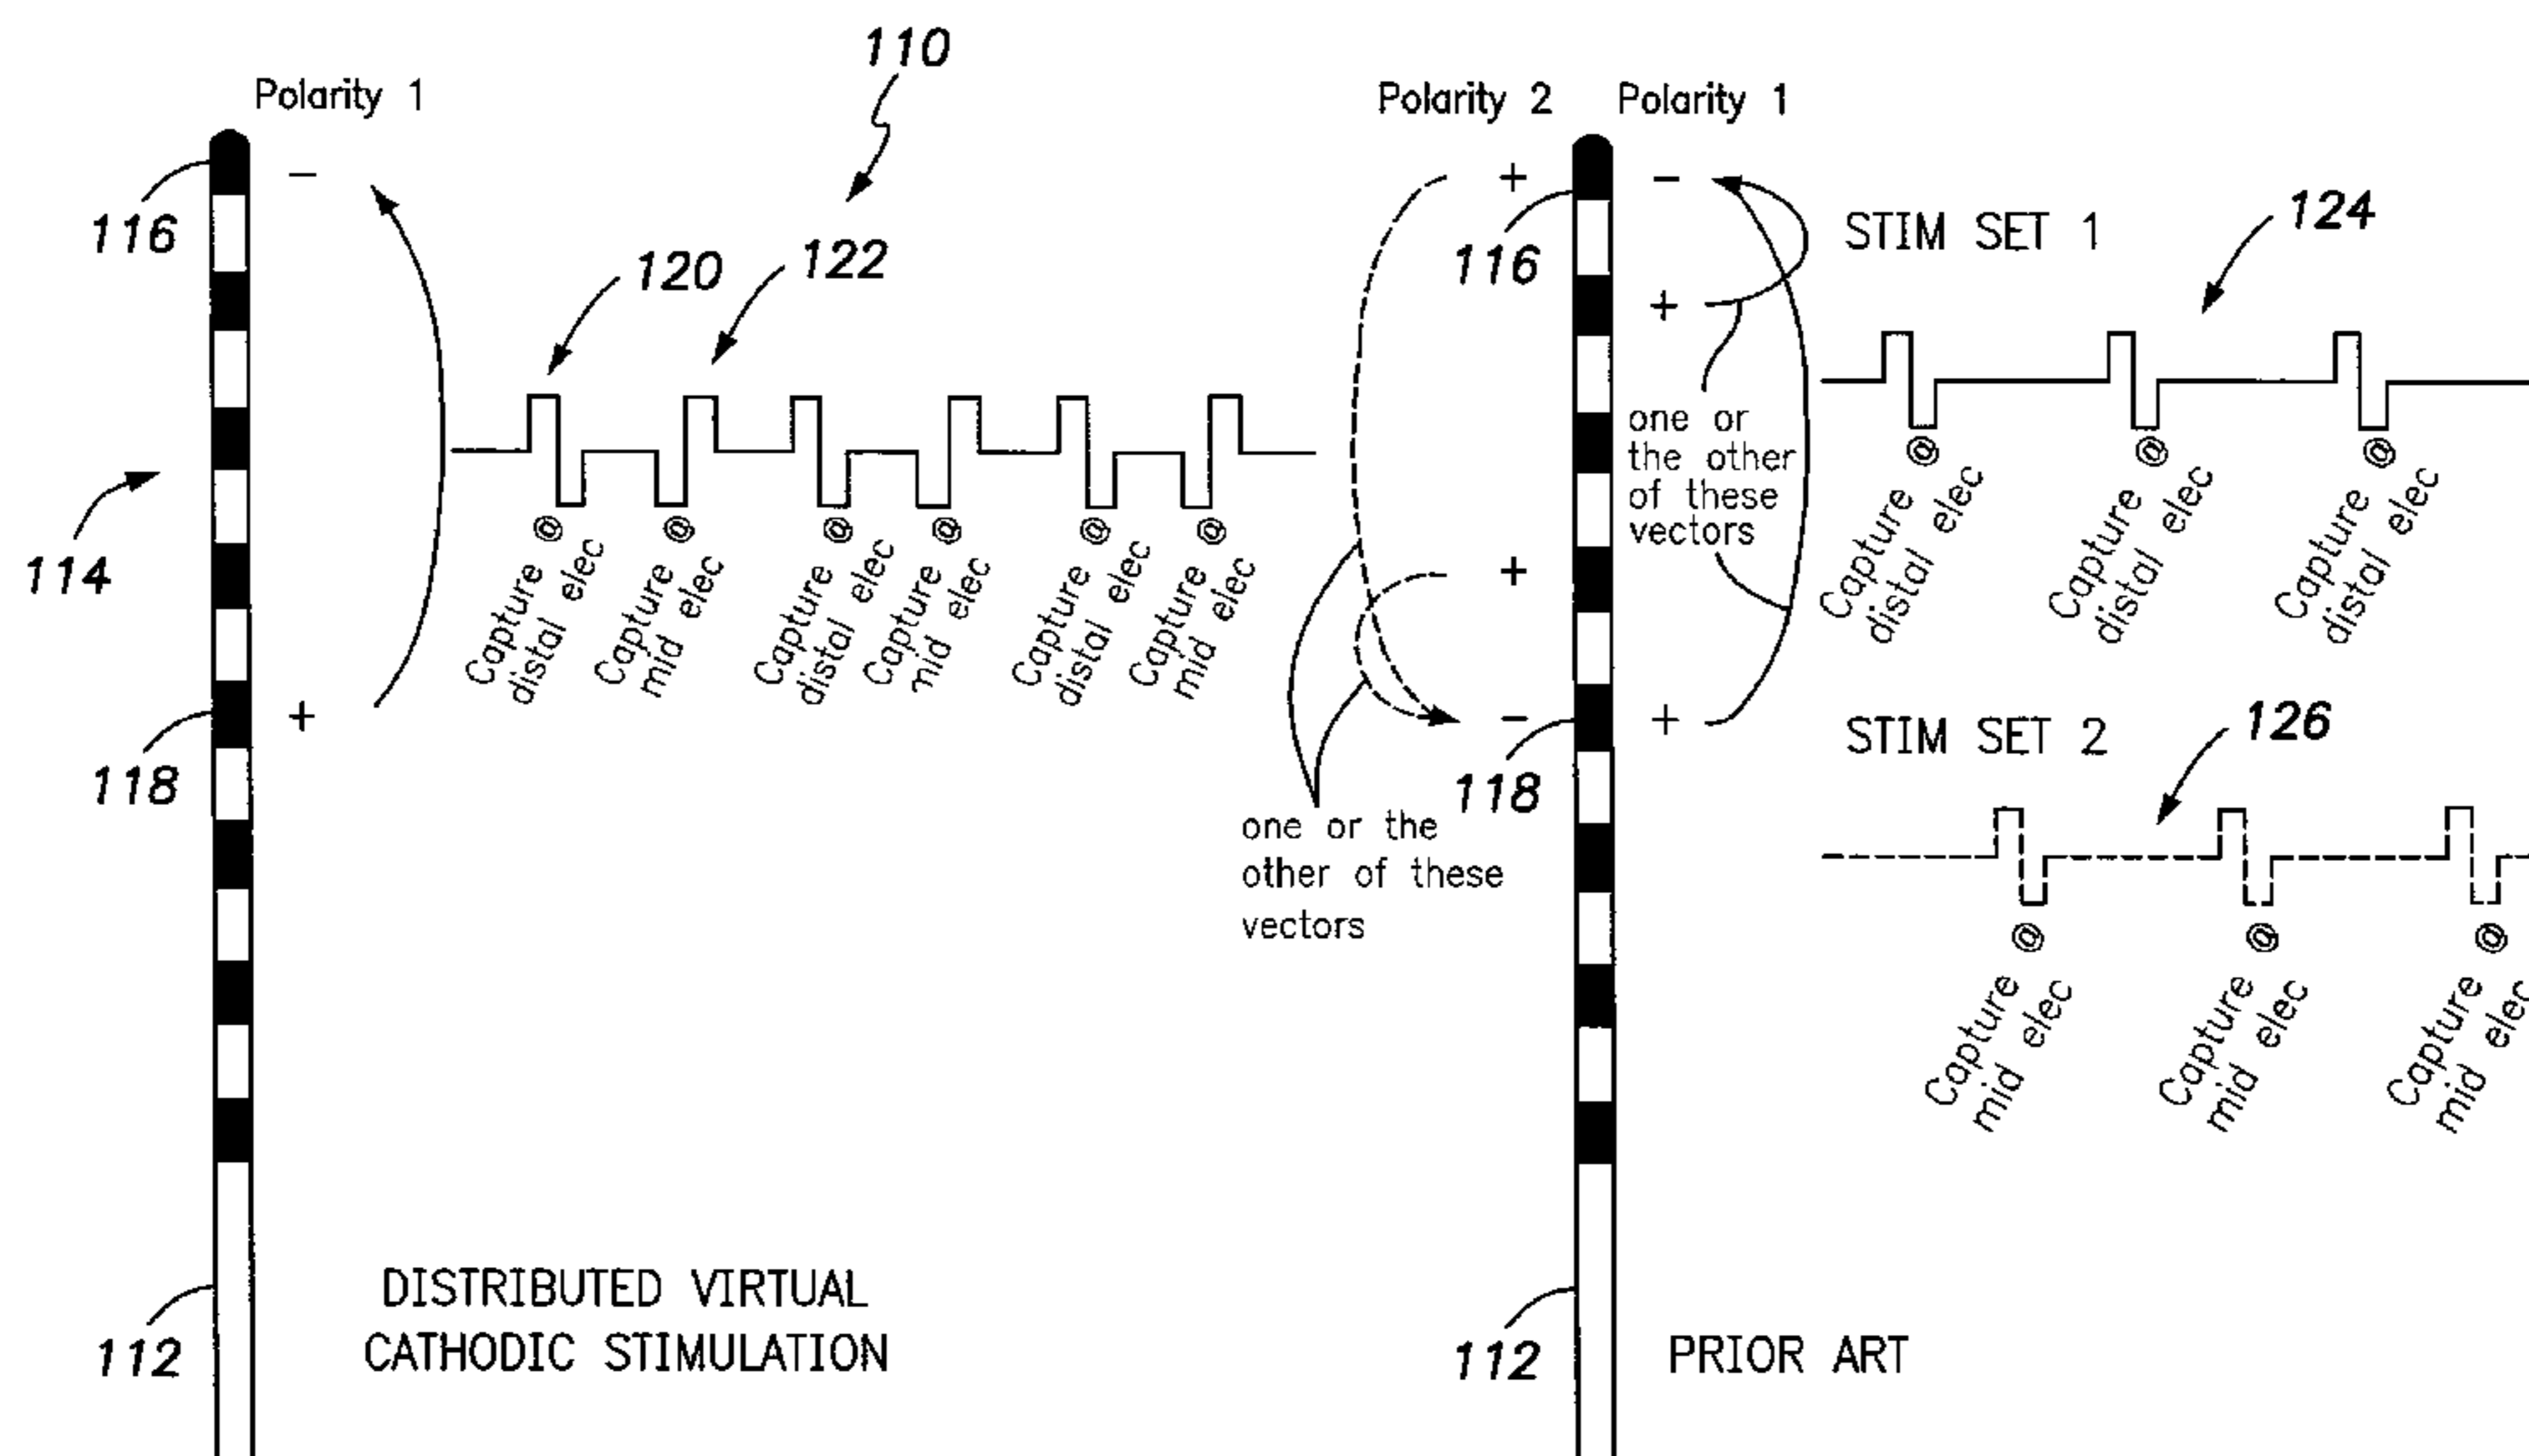 110
Polarity 1
−
116
120
122
114
Capture @
distal elec
Capture @
mid elec
Capture @
distal elec
Capture @
mid elec
Capture @
distal elec
Capture @
mid elec
118
+
112
DISTRIBUTED VIRTUAL
CATHODIC STIMULATION
Polarity 2
Polarity 1
+
−
116
+
STIM SET 1
124
one or
the other
of these
vectors
Capture @
distal elec
Capture @
distal elec
Capture @
distal elec
+
−
+
118
one or the
other of these
vectors
STIM SET 2
126
Capture @
mid elec
Capture @
mid elec
Capture @
mid elec
112
PRIOR ART